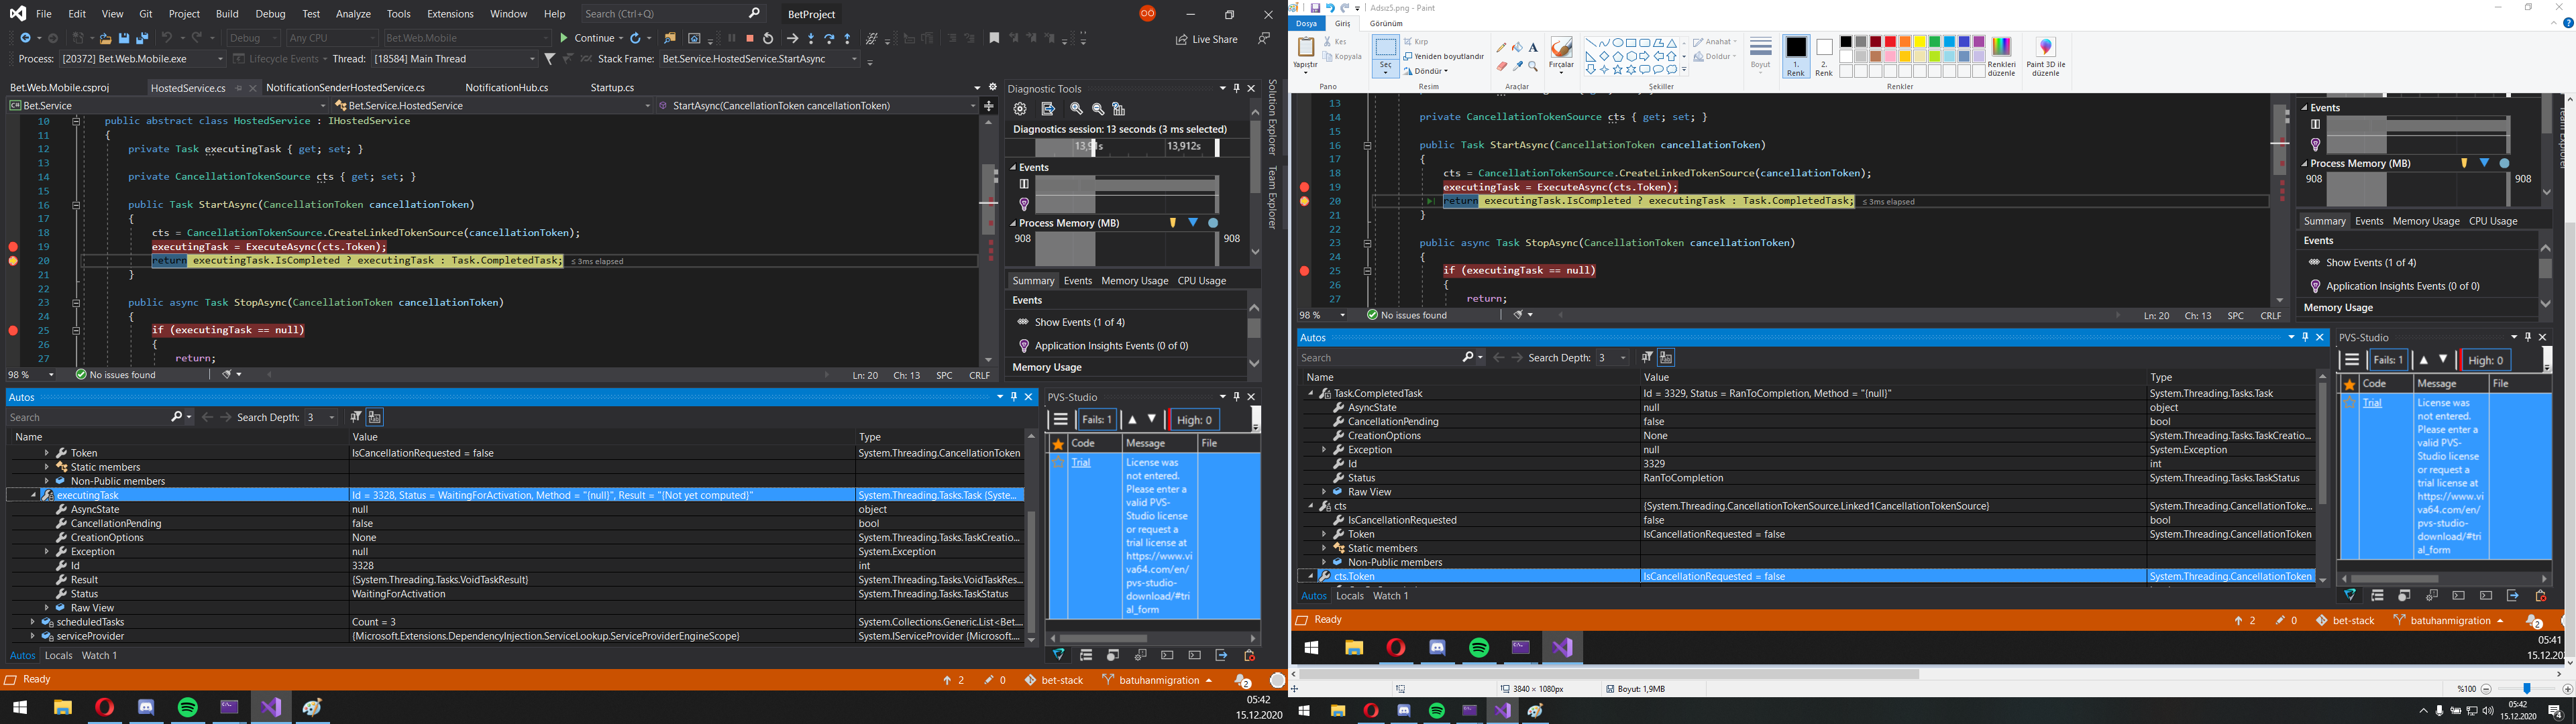 File Edit View Git Project Build Debug Test Analyze Tools Extensions Window Help Search (Ctrl+Q) BetProject
Debug Any CPU Bet.Web.Mobile Continue Live Share
Process: [20372] Bet.Web.Mobile.exe Lifecycle Events Thread: [18584] Main Thread Stack Frame: Bet.Service.HostedService.StartAsync
Bet.Web.Mobile.csproj HostedService.cs NotificationSenderHostedService.cs NotificationHub.cs Startup.cs
Bet.Service Bet.Service.HostedService StartAsync(CancellationToken cancellationToken)
10 public abstract class HostedService : IHostedService
11 {
12 private Task executingTask { get; set; }
13
14 private CancellationTokenSource cts { get; set; }
15
16 public Task StartAsync(CancellationToken cancellationToken)
17 {
18 cts = CancellationTokenSource.CreateLinkedTokenSource(cancellationToken);
19 executingTask = ExecuteAsync(cts.Token);
20 return executingTask.IsCompleted ? executingTask : Task.CompletedTask; ≤ 3ms elapsed
21 }
22
23 public async Task StopAsync(CancellationToken cancellationToken)
24 {
25 if (executingTask == null)
26 {
27 return;
98 % No issues found Ln: 20 Ch: 13 SPC CRLF
Diagnostic Tools
Diagnostics session: 13 seconds (3 ms selected)
13,91s 13,912s
Events
Process Memory (MB)
908 908
Summary Events Memory Usage CPU Usage
Events
Show Events (1 of 4)
Application Insights Events (0 of 0)
Memory Usage
Solution Explorer
Team Explorer
Autos
Search Search Depth: 3
Name Value Type
Token IsCancellationRequested = false System.Threading.CancellationToken
Static members
Non-Public members
executingTask Id = 3328, Status = WaitingForActivation, Method = "{null}", Result = "{Not yet computed}" System.Threading.Tasks.Task {Syste...
AsyncState null object
CancellationPending false bool
CreationOptions None System.Threading.Tasks.TaskCreatio...
Exception null System.Exception
Id 3328 int
Result {System.Threading.Tasks.VoidTaskResult} System.Threading.Tasks.VoidTaskRes...
Status WaitingForActivation System.Threading.Tasks.TaskStatus
Raw View
scheduledTasks Count = 3 System.Collections.Generic.List<Bet....
serviceProvider {Microsoft.Extensions.DependencyInjection.ServiceLookup.ServiceProviderEngineScope} System.IServiceProvider {Microsoft....
Autos Locals Watch 1
PVS-Studio
Fails: 1 High: 0
Code Message File
Trial License was
not entered.
Please enter a
valid PVS-
Studio license
or request a
trial license at
https://www.vi
va64.com/en/
pvs-studio-
download/#tri
al_form
Ready 2 0 bet-stack batuhanmigration 2
05:42
15.12.2020
Adsız5.png - Paint
Dosya Giriş Görünüm
Yapıştır Kes Kopyala Seç Kırp Yeniden boyutlandır Döndür Fırçalar Anahat Doldur Boyut 1. Renk 2. Renk Renkleri düzenle Paint 3D ile düzenle
Pano Resim Araçlar Şekiller Renkler
13
14 private CancellationTokenSource cts { get; set; }
15
16 public Task StartAsync(CancellationToken cancellationToken)
17 {
18 cts = CancellationTokenSource.CreateLinkedTokenSource(cancellationToken);
19 executingTask = ExecuteAsync(cts.Token);
20 return executingTask.IsCompleted ? executingTask : Task.CompletedTask; ≤ 3ms elapsed
21 }
22
23 public async Task StopAsync(CancellationToken cancellationToken)
24 {
25 if (executingTask == null)
26 {
27 return;
98 % No issues found Ln: 20 Ch: 13 SPC CRLF
Events
Process Memory (MB)
908 908
Summary Events Memory Usage CPU Usage
Events
Show Events (1 of 4)
Application Insights Events (0 of 0)
Memory Usage
Team Explorer
Autos
Search Search Depth: 3
Name Value Type
Task.CompletedTask Id = 3329, Status = RanToCompletion, Method = "{null}" System.Threading.Tasks.Task
AsyncState null object
CancellationPending false bool
CreationOptions None System.Threading.Tasks.TaskCreatio...
Exception null System.Exception
Id 3329 int
Status RanToCompletion System.Threading.Tasks.TaskStatus
Raw View
cts {System.Threading.CancellationTokenSource.Linked1CancellationTokenSource} System.Threading.CancellationToke...
IsCancellationRequested false bool
Token IsCancellationRequested = false System.Threading.CancellationToken
Static members
Non-Public members
cts.Token IsCancellationRequested = false System.Threading.CancellationToken
Autos Locals Watch 1
PVS-Studio
Fails: 1 High: 0
Code Message File
Trial License was
not entered.
Please enter a
valid PVS-
Studio license
or request a
trial license at
https://www.vi
va64.com/en/
pvs-studio-
download/#tri
al_form
Ready 2 0 bet-stack batuhanmigration 2
05:41
15.12.202
3840 × 1080px Boyut: 1,9MB %100
05:42
15.12.2020